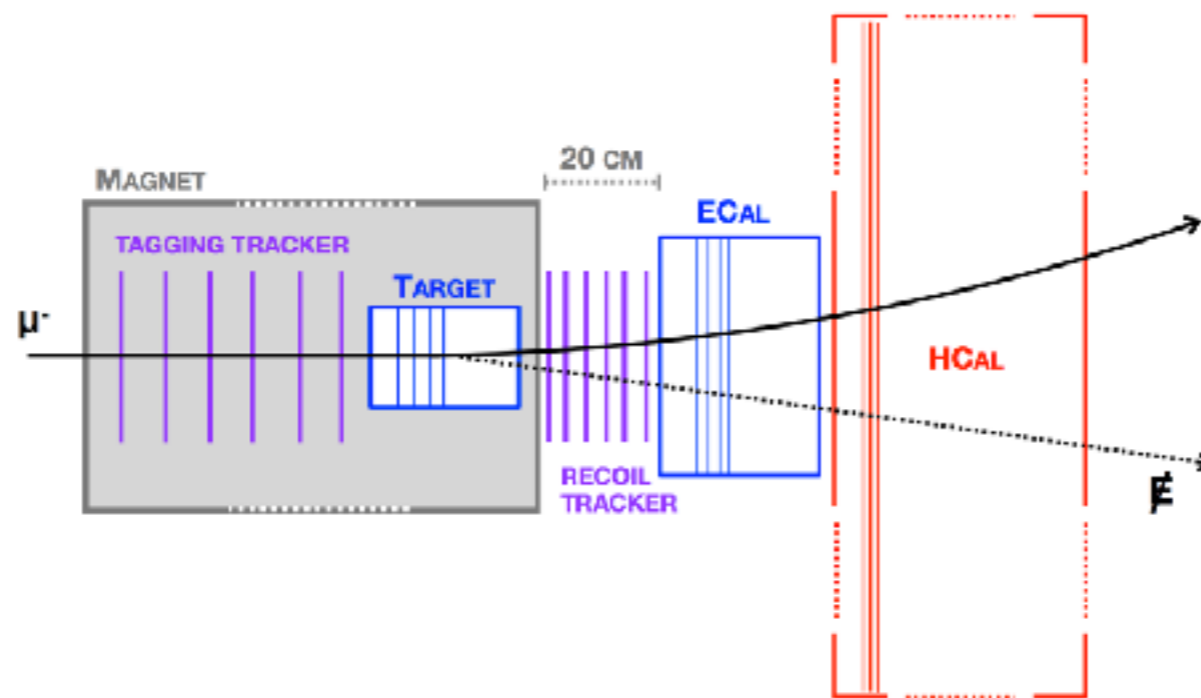 20 CM
MAGNET
ECAL
TAGGING TRACKER
TARGET
μ-
HCAL
RECOIL
TRACKER
E̸